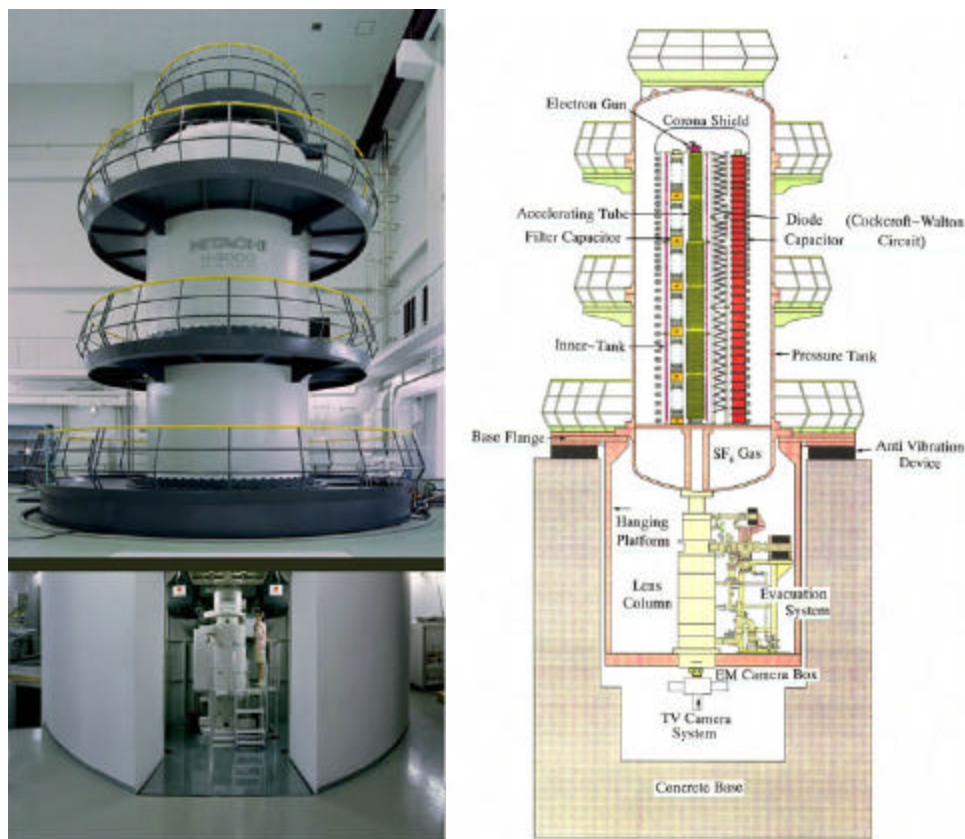 HITACHI
Electron Gun
Corona Shield
Accelerating Tube
Filter Capacitor
Diode
Capacitor
(Cockcroft-Walton
Circuit)
Inner-Tank
Pressure Tank
Base Flange
SF6 Gas
Anti Vibration
Device
Hanging
Platform
Lens
Column
Evacuation
System
EM Camera Box
TV Camera
System
Concrete Base